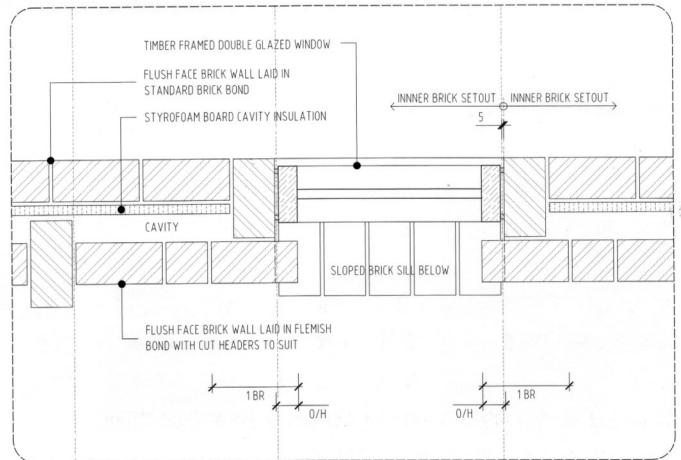 TIMBER FRAMED DOUBLE GLAZED WINDOW
FLUSH FACE BRICK WALL LAID IN
STANDARD BRICK BOND
STYROFOAM BOARD CAVITY INSULATION
INNNER BRICK SETOUT
INNNER BRICK SETOUT
5
CAVITY
SLOPED BRICK SILL BELOW
FLUSH FACE BRICK WALL LAID IN FLEMISH
BOND WITH CUT HEADERS TO SUIT
1 BR
1 BR
O/H
O/H